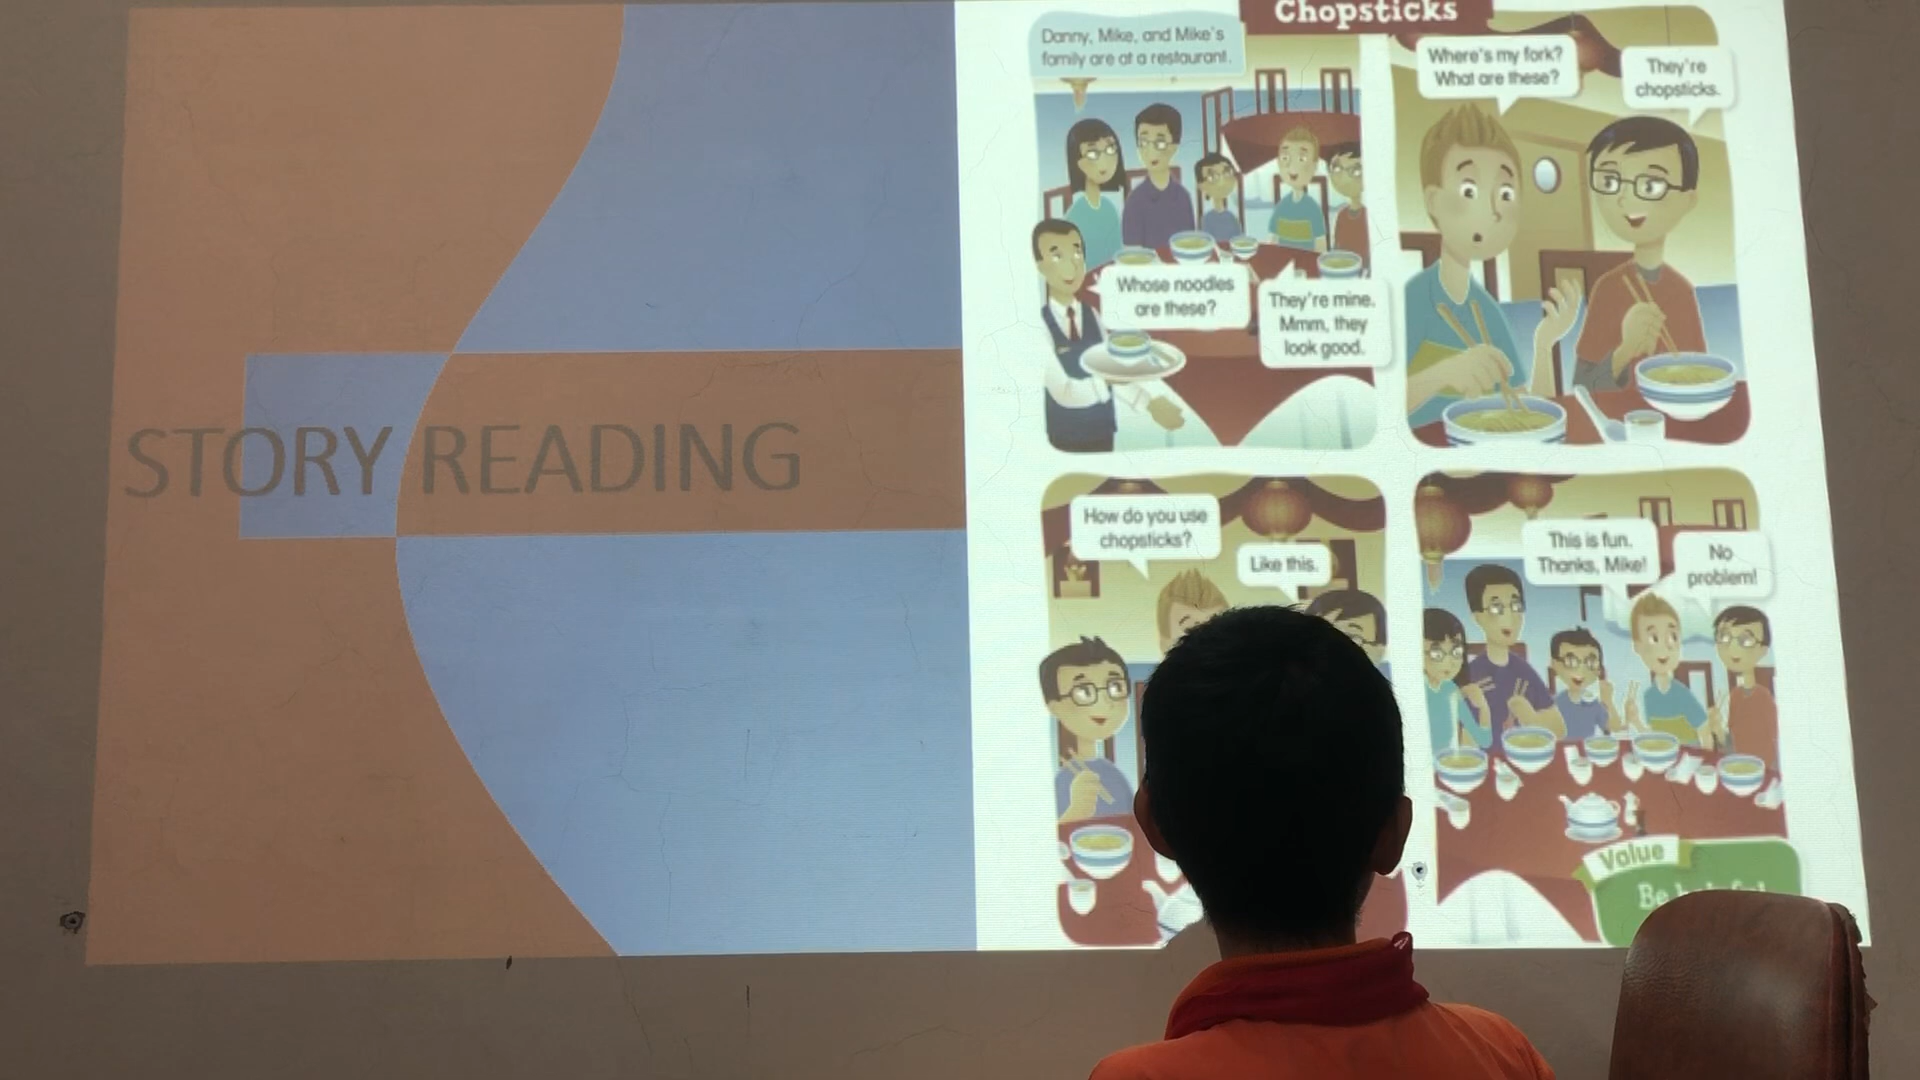 STORY READING
Chopsticks
Danny, Mike, and Mike's
family are at a restaurant.
Whose noodles
are these?
They're mine.
Mmm, they
look good.
Where's my fork?
What are these?
They're
chopsticks.
How do you use
chopsticks?
Like this.
This is fun.
Thanks, Mike!
No
problem!
Value
Be